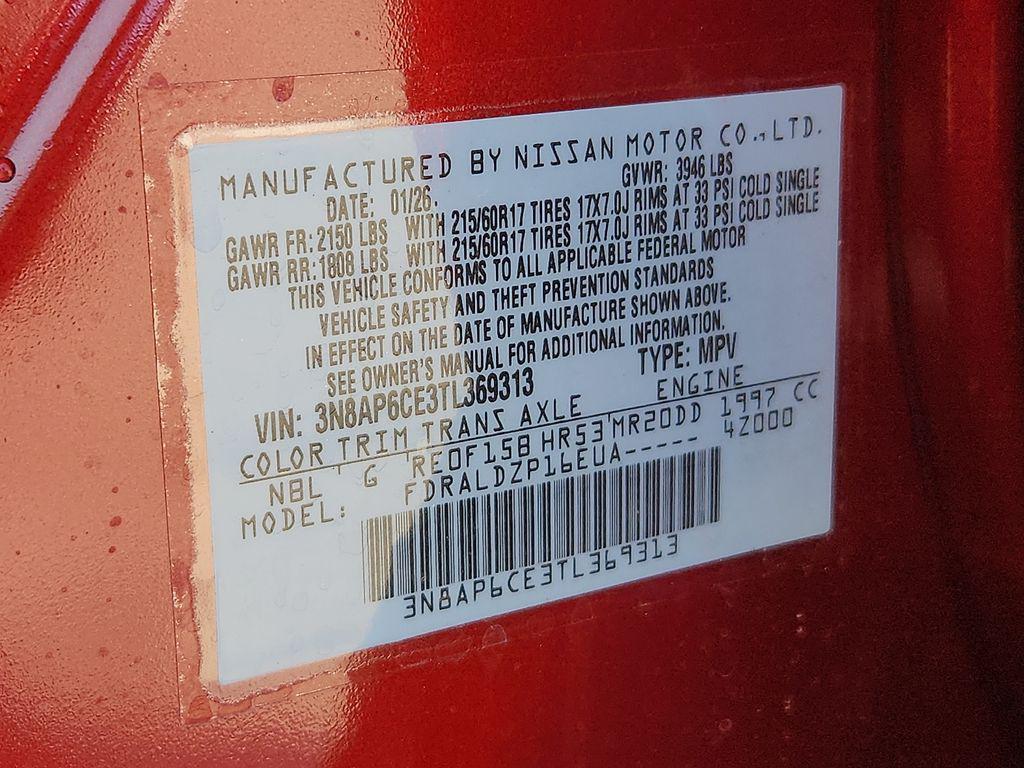 MANUFACTURED BY NISSAN MOTOR CO.,LTD.
DATE: 01/26. GVWR: 3946 LBS
GAWR FR: 2150 LBS WITH 215/60R17 TIRES 17X7.0J RIMS AT 33 PSI COLD SINGLE
GAWR RR: 1808 LBS WITH 215/60R17 TIRES 17X7.0J RIMS AT 33 PSI COLD SINGLE
THIS VEHICLE CONFORMS TO ALL APPLICABLE FEDERAL MOTOR
VEHICLE SAFETY AND THEFT PREVENTION STANDARDS
IN EFFECT ON THE DATE OF MANUFACTURE SHOWN ABOVE.
SEE OWNER'S MANUAL FOR ADDITIONAL INFORMATION.
VIN: 3N8AP6CE3TL369313 TYPE: MPV
COLOR TRIM TRANS AXLE ENGINE
NBL G RE0F15B HR53 MR20DD 1997 CC
MODEL: FDRALDZP16EUA----- 4Z000
3N8AP6CE3TL369313